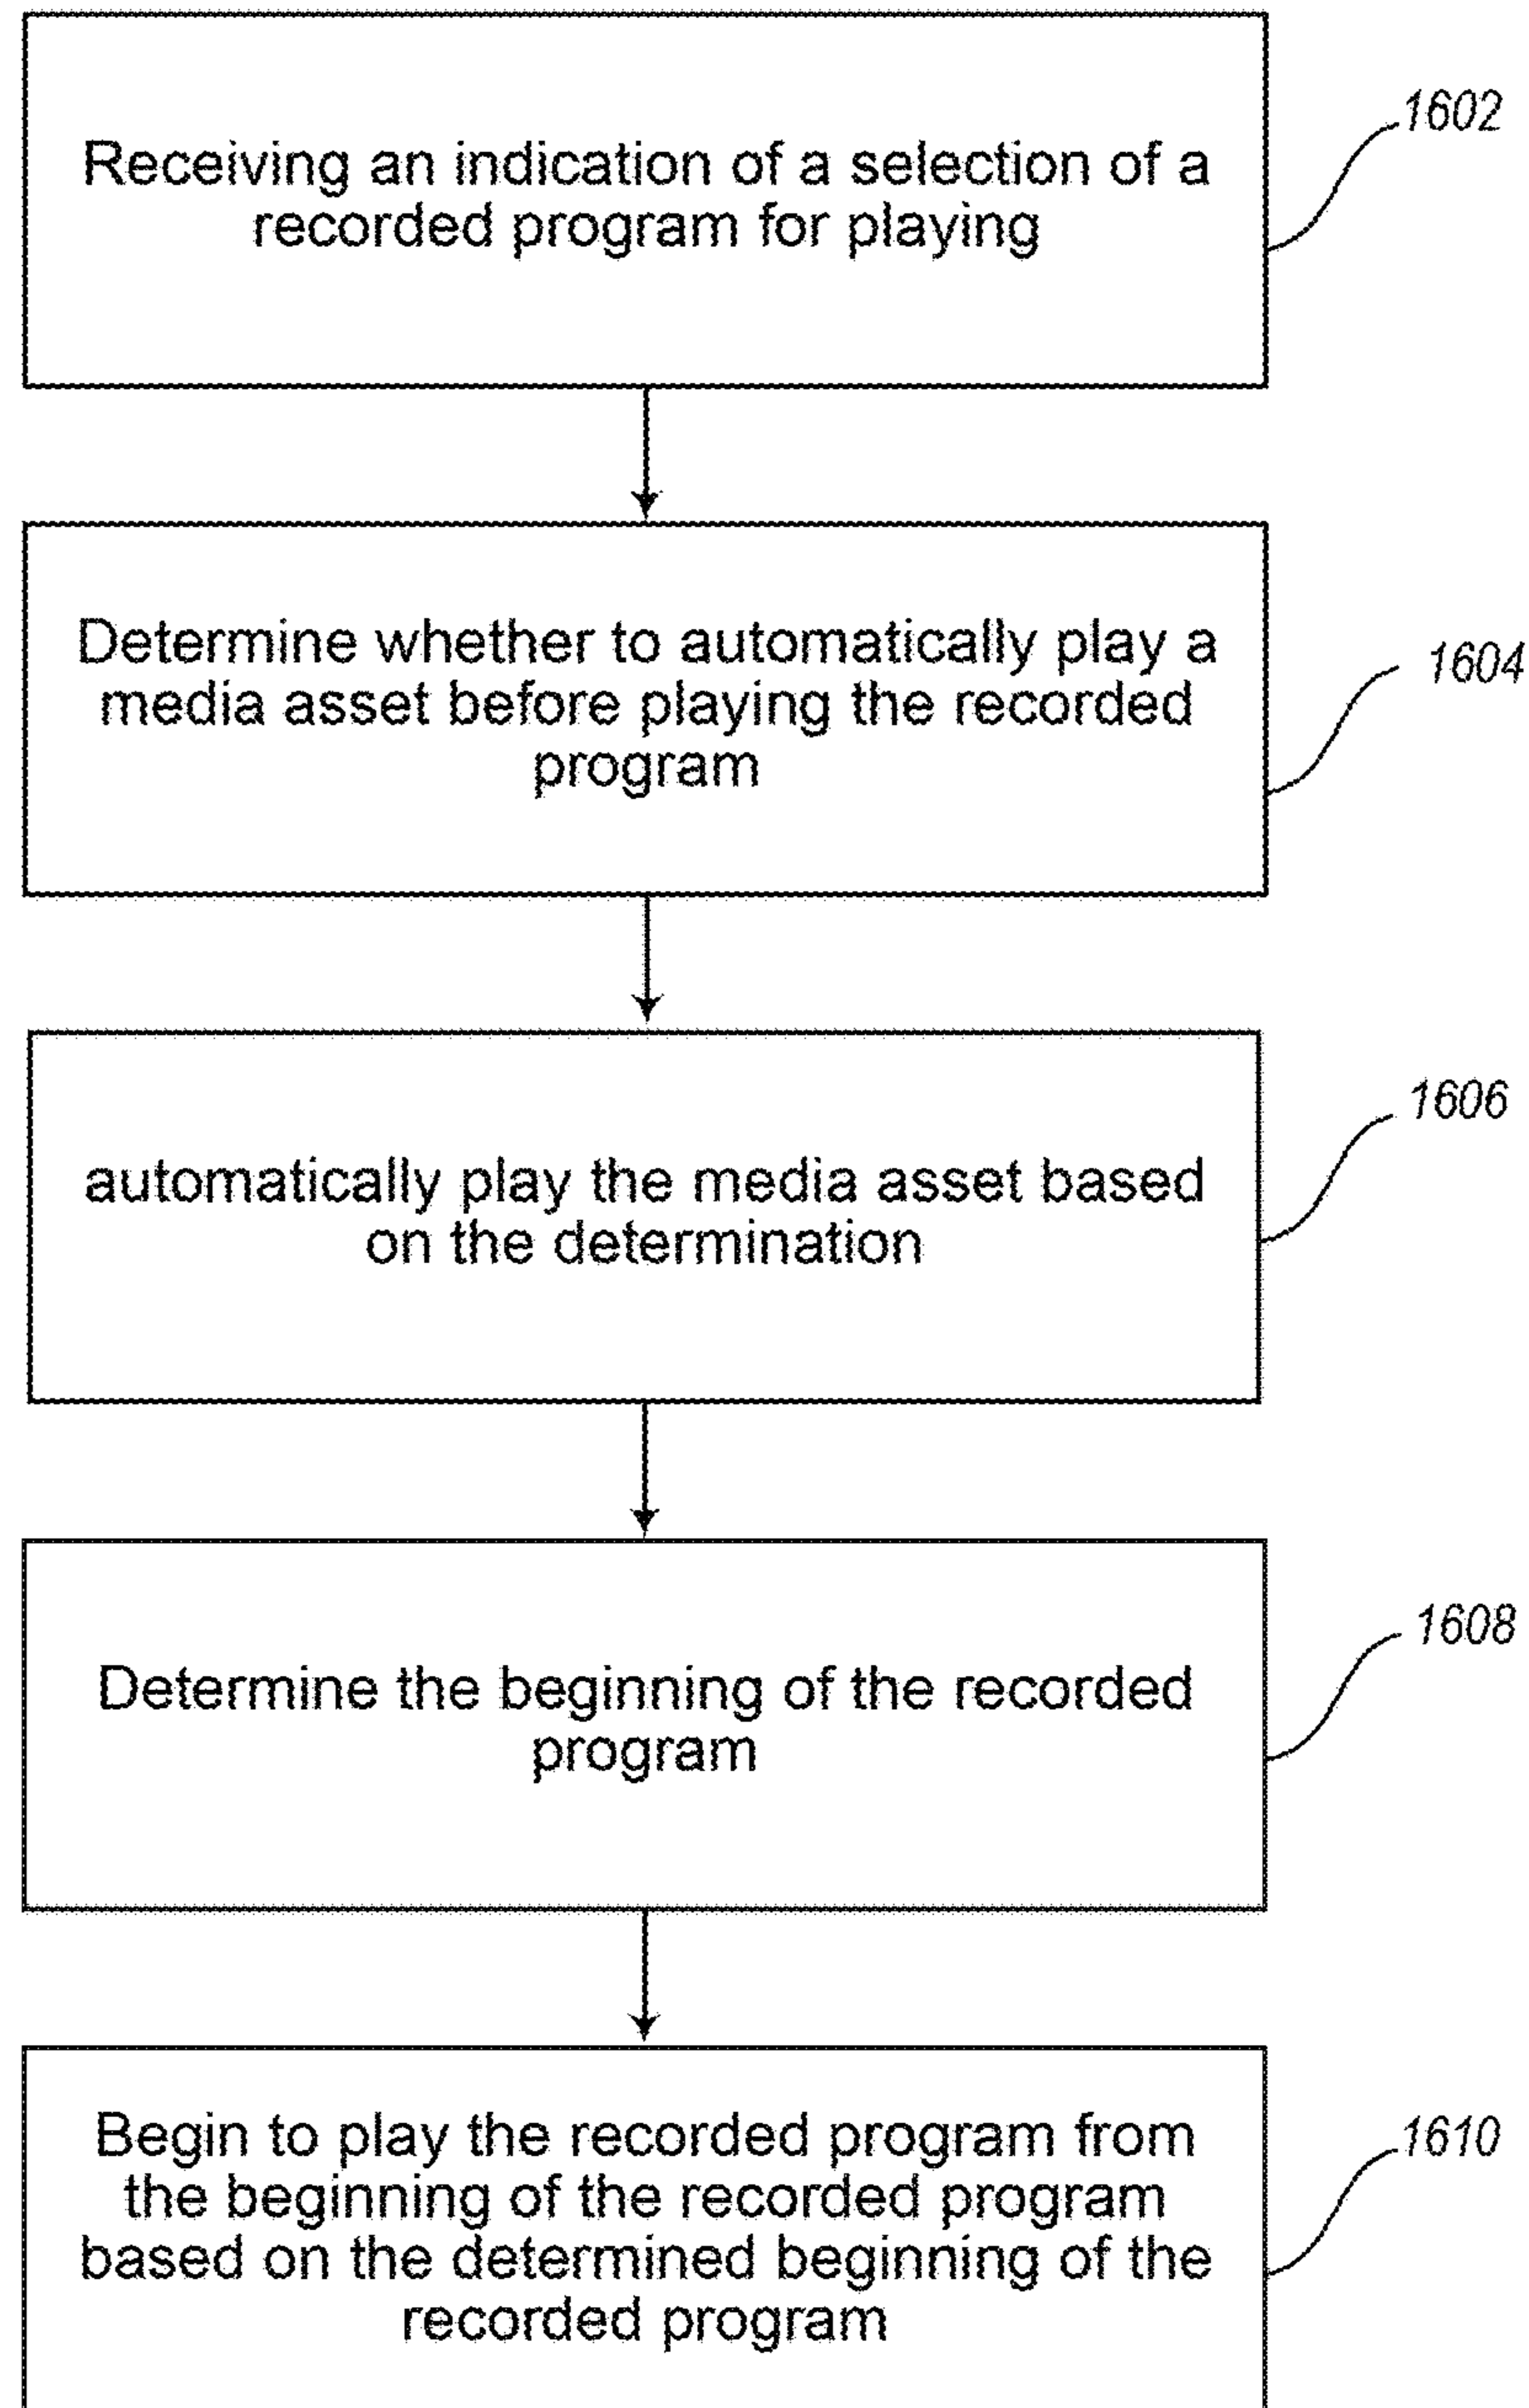 Receiving an indication of a selection of a
recorded program for playing
1602
Determine whether to automatically play a
media asset before playing the recorded
program
1604
automatically play the media asset based
on the determination
1606
Determine the beginning of the recorded
program
1608
Begin to play the recorded program from
the beginning of the recorded program
based on the determined beginning of the
recorded program
1610